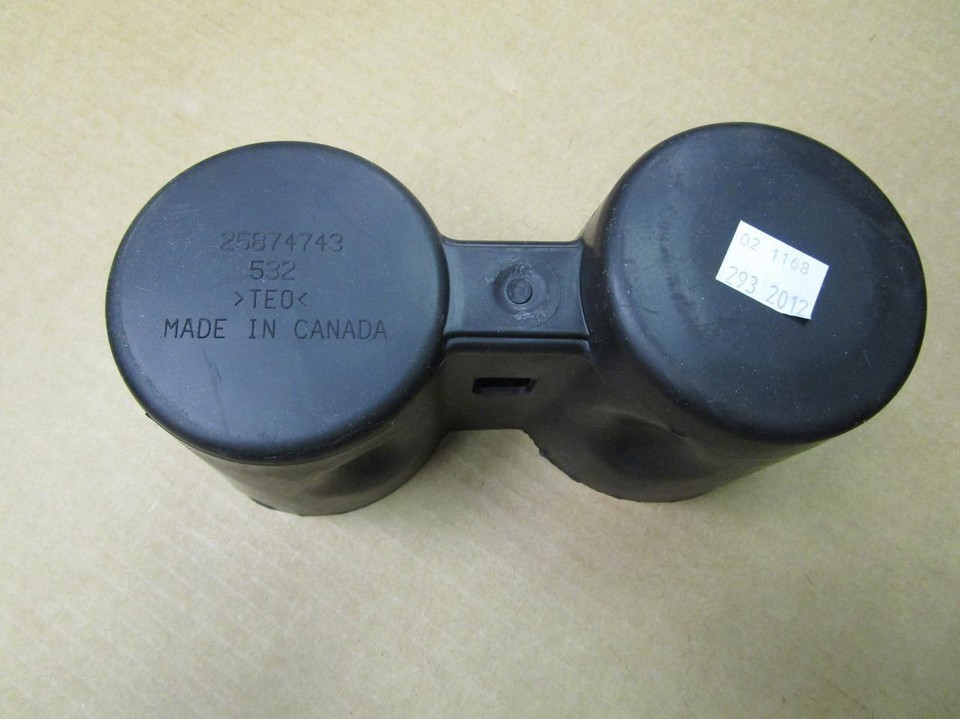 25874743
532
>TEO<
MADE IN CANADA
02 1168
293 2012